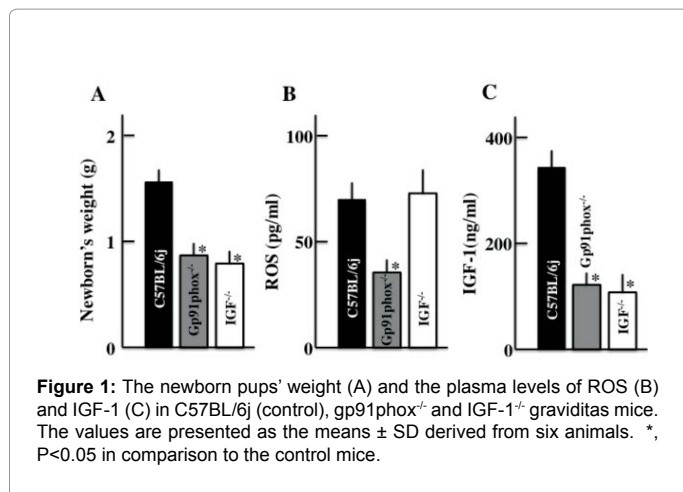 A
B
C
2
1
0
Newborn's weight (g)
C57BL/6j
Gp91phox-/-
*
IGF-/-
*
100
50
0
ROS (pg/ml)
C57BL/6j
Gp91phox-/-
*
IGF-/-
400
200
0
IGF-1(ng/ml)
C57BL/6j
Gp91phox-/-
*
IGF-/-
*
Figure 1: The newborn pups' weight (A) and the plasma levels of ROS (B)
and IGF-1 (C) in C57BL/6j (control), gp91phox-/- and IGF-1-/- graviditas mice.
The values are presented as the means ± SD derived from six animals. *,
P<0.05 in comparison to the control mice.